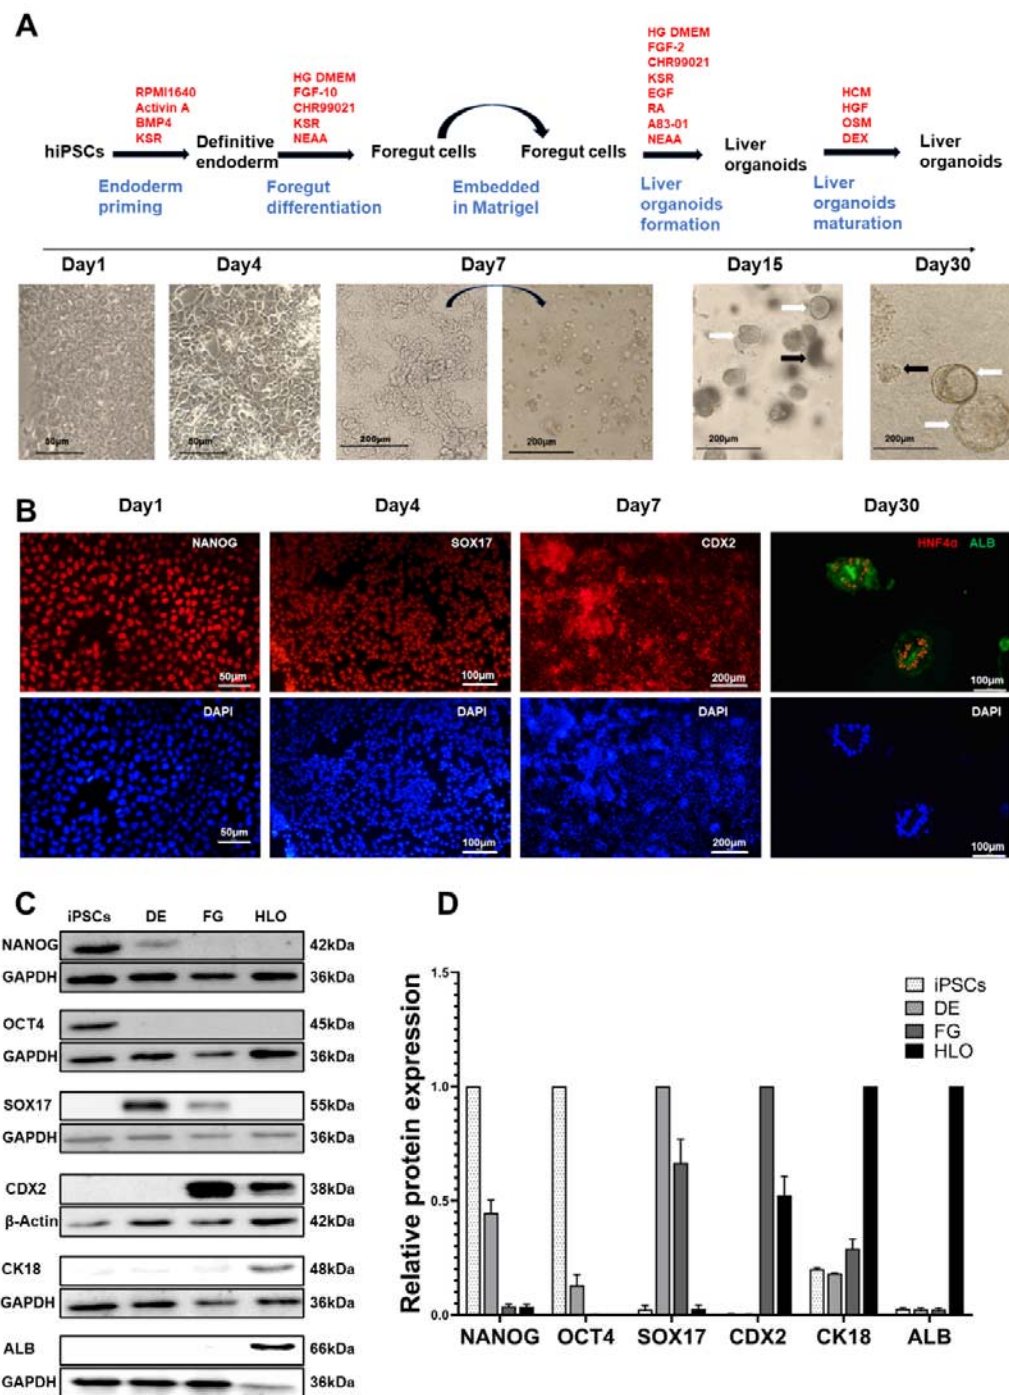 A
RPMI1640
Activin A
BMP4
KSR
HG DMEM
FGF-10
CHR99021
KSR
NEAA
HG DMEM
FGF-2
CHR99021
KSR
EGF
RA
A83-01
NEAA
HCM
HGF
OSM
DEX
hiPSCs
Definitive
endoderm
Foregut cells
Foregut cells
Liver
organoids
Liver
organoids
Endoderm
priming
Foregut
differentiation
Embedded
in Matrigel
Liver
organoids
formation
Liver
organoids
maturation
Day1
Day4
Day7
Day15
Day30
50µm
50µm
200µm
200µm
200µm
200µm
B
Day1
Day4
Day7
Day30
NANOG
SOX17
CDX2
HNF4α ALB
50µm
100µm
200µm
100µm
DAPI
DAPI
DAPI
DAPI
50µm
100µm
200µm
100µm
C
iPSCs DE FG HLO
NANOG 42kDa
GAPDH 36kDa
OCT4 45kDa
GAPDH 36kDa
SOX17 55kDa
GAPDH 36kDa
CDX2 38kDa
β-Actin 42kDa
CK18 48kDa
GAPDH 36kDa
ALB 66kDa
GAPDH 36kDa
D
Relative protein expression
1.5
1.0
0.5
0.0
iPSCs
DE
FG
HLO
NANOG OCT4 SOX17 CDX2 CK18 ALB